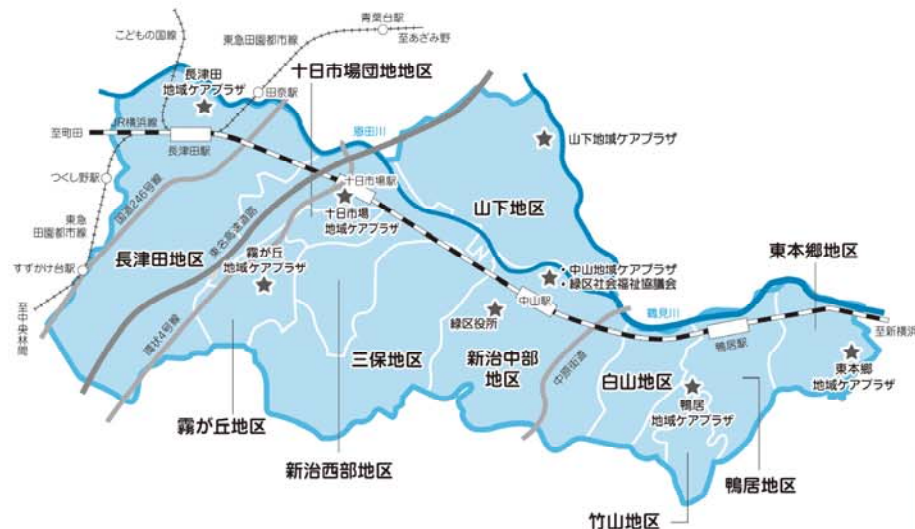 青葉台駅
至あざみ野
こどもの国線
東急田園都市線
十日市場団地地区
長津田
地域ケアプラザ
田奈駅
JR横浜線
至町田
長津田駅
恩田川
山下地域ケアプラザ
つくし野駅
国道246号線
十日市場駅
東名高速道路
十日市場
地域ケアプラザ
山下地区
東急
田園都市線
長津田地区
霧が丘
地域ケアプラザ
東本郷地区
すずかけ台駅
・中山地域ケアプラザ
・緑区社会福祉協議会
至中央林間
環状4号線
中山駅
鶴見川
緑区役所
鴨居駅
至新横浜
三保地区
新治中部
地区
中原街道
白山地区
東本郷
地域ケアプラザ
鴨居
地域ケアプラザ
霧が丘地区
新治西部地区
鴨居地区
竹山地区